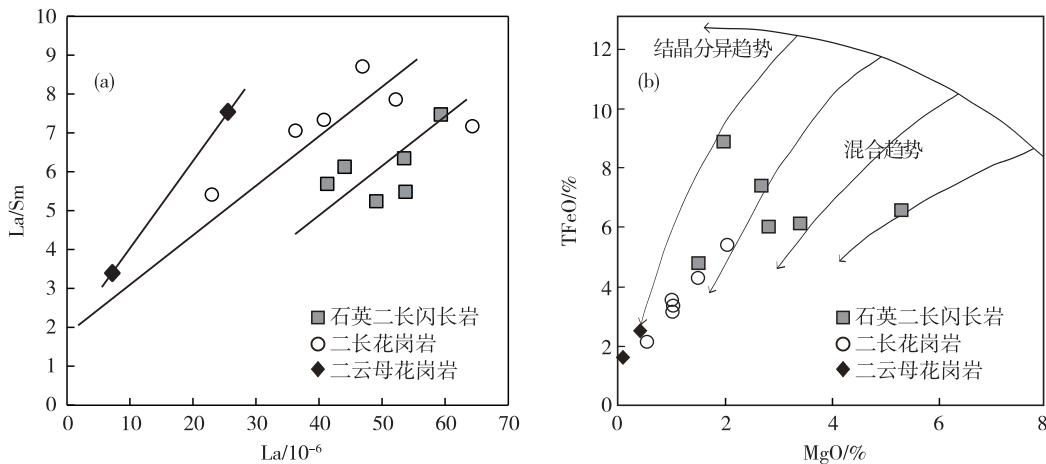 (a)
10
9
8
7
6
5
4
3
2
1
0
La/Sm
石英二长闪长岩
二长花岗岩
二云母花岗岩
0 10 20 30 40 50 60 70
La/10⁻⁶
(b)
结晶分异趋势
混合趋势
12
10
8
6
4
2
0
TFeO/%
石英二长闪长岩
二长花岗岩
二云母花岗岩
0 2 4 6 8
MgO/%